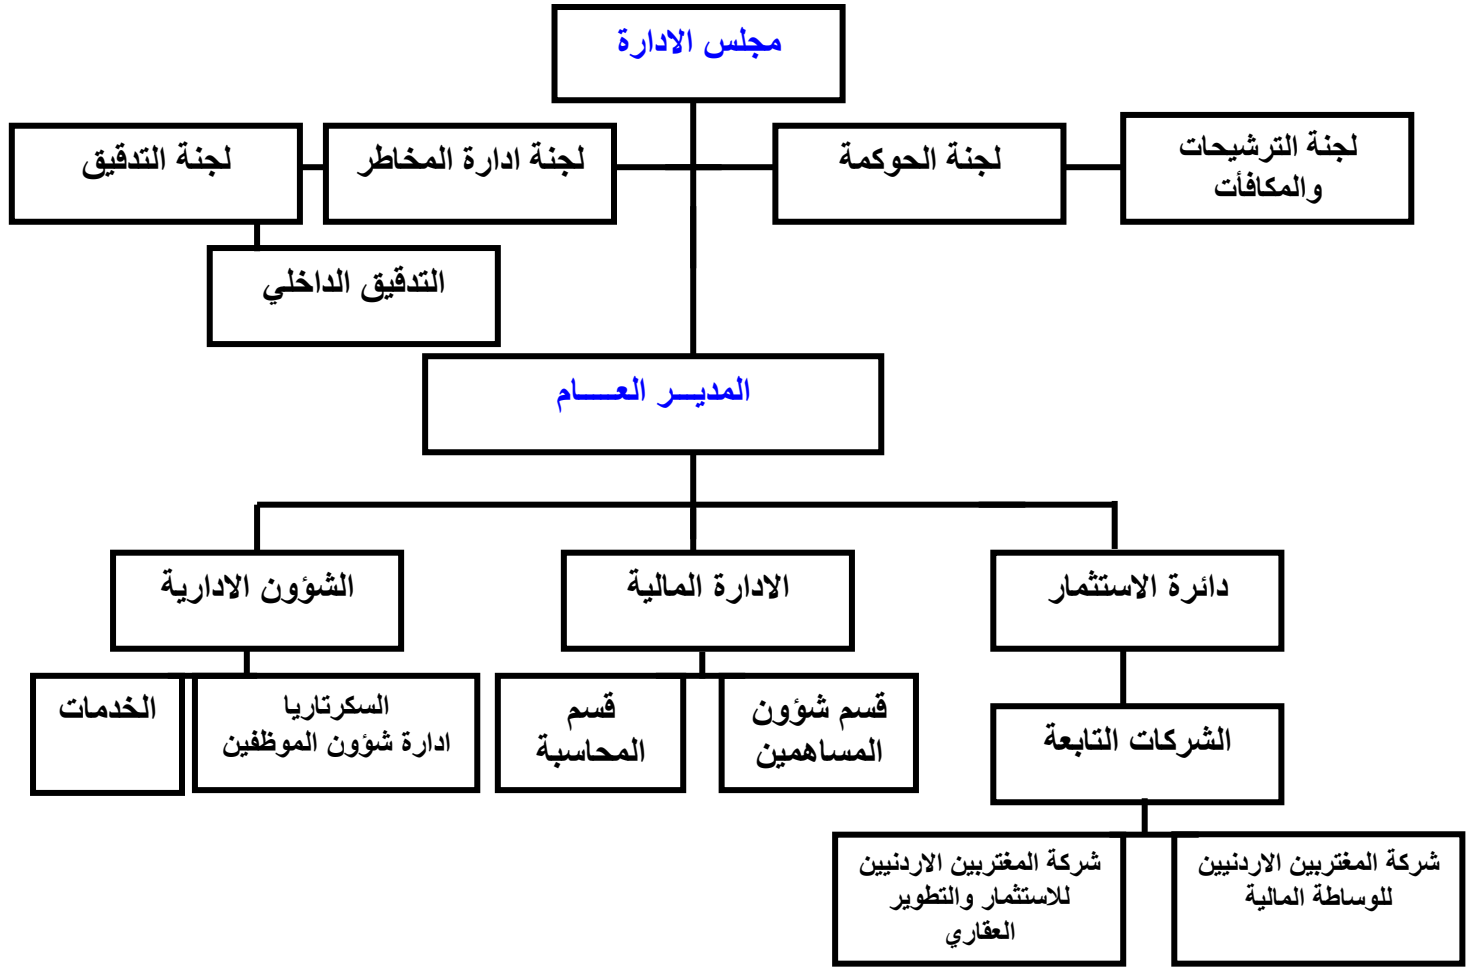 مجلس الادارة
لجنة الترشيحات
والمكافأت
لجنة الحوكمة
لجنة ادارة المخاطر
لجنة التدقيق
التدقيق الداخلي
المديـــر العـــــام
دائرة الاستثمار
الادارة المالية
الشؤون الادارية
الشركات التابعة
قسم شؤون
المساهمين
قسم
المحاسبة
السكرتاريا
ادارة شؤون الموظفين
الخدمات
شركة المغتربين الاردنيين
للوساطة المالية
شركة المغتربين الاردنيين
للاستثمار والتطوير
العقاري